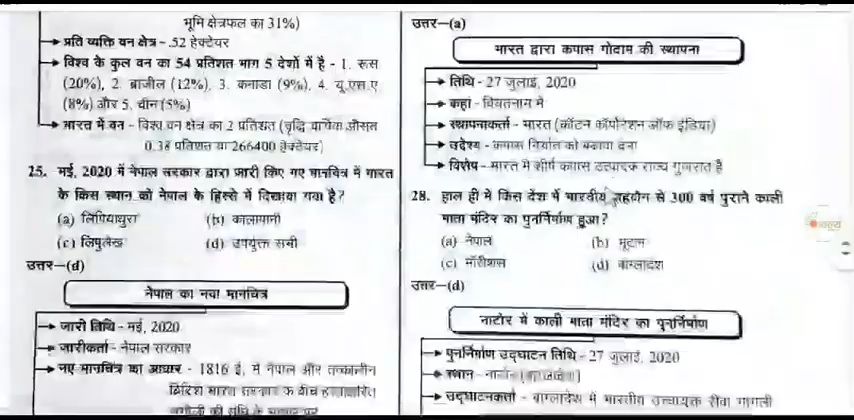 भूमि क्षेत्रफल का 31%)
प्रति व्यक्ति वन क्षेत्र - .52 हेक्टेयर
विश्व के कुल वन का 54 प्रतिशत भाग 5 देशों में है - 1. रूस
(20%), 2. ब्राजील (12%), 3. कनाडा (9%), 4. यू.एस.ए
(8%) और 5. चीन (5%)
भारत में वन - विश्व वन क्षेत्र का 2 प्रतिशत (वृद्धि वार्षिक औसत
0.38 प्रतिशत या 266400 हेक्टेयर)
25. मई, 2020 में नेपाल सरकार द्वारा जारी किए गए मानचित्र में भारत
के किस स्थान को नेपाल के हिस्से में दिखाया गया है?
(a) लिंपियाधुरा (b) कालापानी
(c) लिपुलेख (d) उपर्युक्त सभी
उत्तर—(d)
नेपाल का नया मानचित्र
जारी तिथि - मई, 2020
जारीकर्ता - नेपाल सरकार
नए मानचित्र का आधार - 1816 ई. में नेपाल और तत्कालीन
ब्रिटिश भारत सरकार के बीच हस्ताक्षरित
उत्तर—(a)
भारत द्वारा कपास गोदाम की स्थापना
तिथि - 27 जुलाई, 2020
कहां - वियतनाम में
स्थापनाकर्ता - भारत (कॉटन कॉर्पोरेशन ऑफ इंडिया)
उद्देश्य - कपास निर्यात को बढ़ावा देना
विशेष - भारत में शीर्ष कपास उत्पादक राज्य गुजरात है
28. हाल ही में किस देश में भारतीय सहयोग से 300 वर्ष पुराने काली
माता मंदिर का पुनर्निर्माण हुआ?
(a) नेपाल (b) भूटान
(c) मॉरीशस (d) बांग्लादेश
उत्तर—(d)
नाटोर में काली माता मंदिर का पुनर्निर्माण
पुनर्निर्माण उद्घाटन तिथि - 27 जुलाई, 2020
स्थान - नाटोर (बांग्लादेश)
उद्घाटनकर्ता - बांग्लादेश में भारतीय उच्चायुक्त रीवा गांगुली